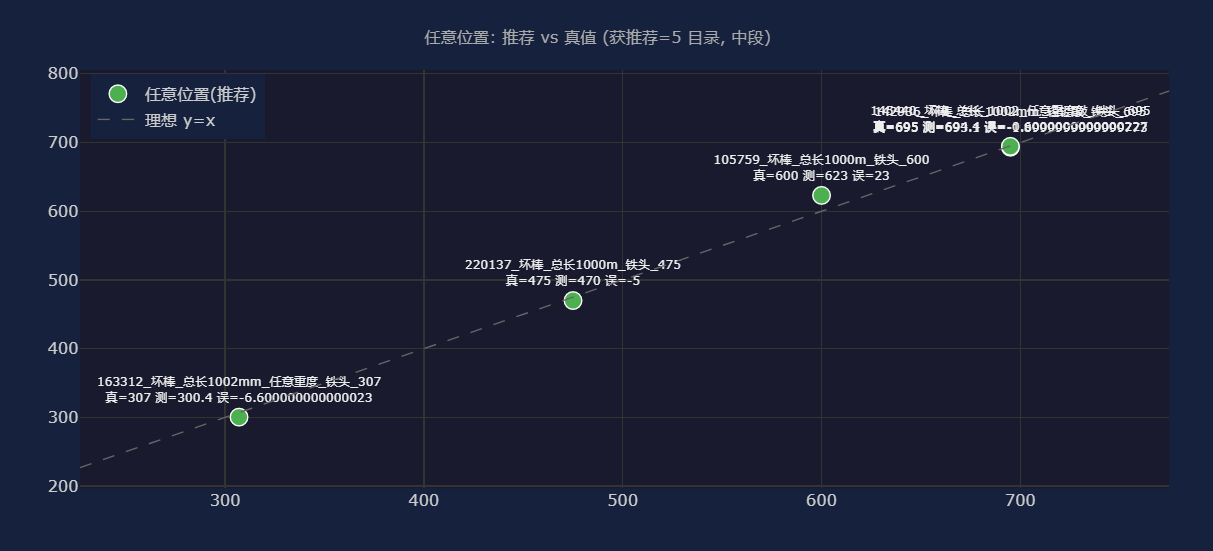 任意位置: 推荐 vs 真值 (获推荐=5 目录, 中段)
800
700
600
500
400
300
200
任意位置(推荐)
理想 y=x
真=695
105759_坏棒_总长1000m_铁头_600
真=600 测=623 误=23
220137_坏棒_总长1000m_铁头_475
真=475 测=470 误=-5
163312_坏棒_总长1002mm_任意重度_铁头_307
真=307 测=300.4 误=-6.600000000000023
300
400
500
600
700